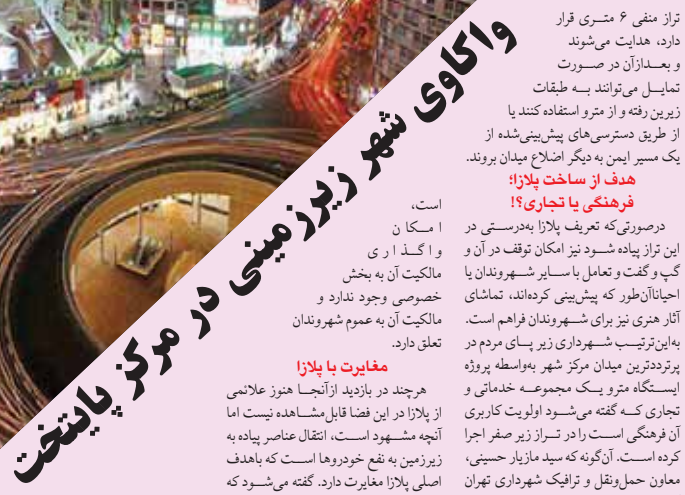 واکاوی شهر زیرزمینی در مرکز پایتخت
تراز منفی ۶ متری قرار
دارد، هدایت می‌شوند
و بعدازآن در صورت
تمایل می‌توانند به طبقات
زیرین رفته و از مترو استفاده کنند یا
از طریق دسترسی‌های پیش‌بینی‌شده از
یک مسیر ایمن به دیگر اضلاع میدان بروند.
هدف از ساخت پلازا؛
فرهنگی یا تجاری؟!
درصورتی‌که تعریف پلازا به‌درستی در
این تراز پیاده شود نیز امکان توقف در آن و
گپ و گفت و تعامل با سایر شهروندان یا
احیاناآن‌طور که پیش‌بینی کرده‌اند، تماشای
آثار هنری نیز برای شهروندان فراهم است.
به‌این‌ترتیب شهرداری زیر پای مردم در
پرترددترین میدان مرکز شهر به‌واسطه پروژه
ایستگاه مترو یک مجموعه خدماتی و
تجاری که گفته می‌شود اولویت کاربری
آن فرهنگی است را در تراز زیر صفر اجرا
کرده است. آن‌گونه که سید مازیار حسینی،
معاون حمل‌ونقل و ترافیک شهرداری تهران
است،
امکان
واگذاری
مالکیت آن به بخش
خصوصی وجود ندارد و
مالکیت آن به عموم شهروندان
تعلق دارد.
مغایرت با پلازا
هرچند در بازدید ازآنجا هنوز علائمی
از پلازا در این فضا قابل‌مشاهده نیست اما
آنچه مشهود است، انتقال عناصر پیاده به
زیرزمین به نفع خودروها است که باهدف
اصلی پلازا مغایرت دارد. گفته می‌شود که